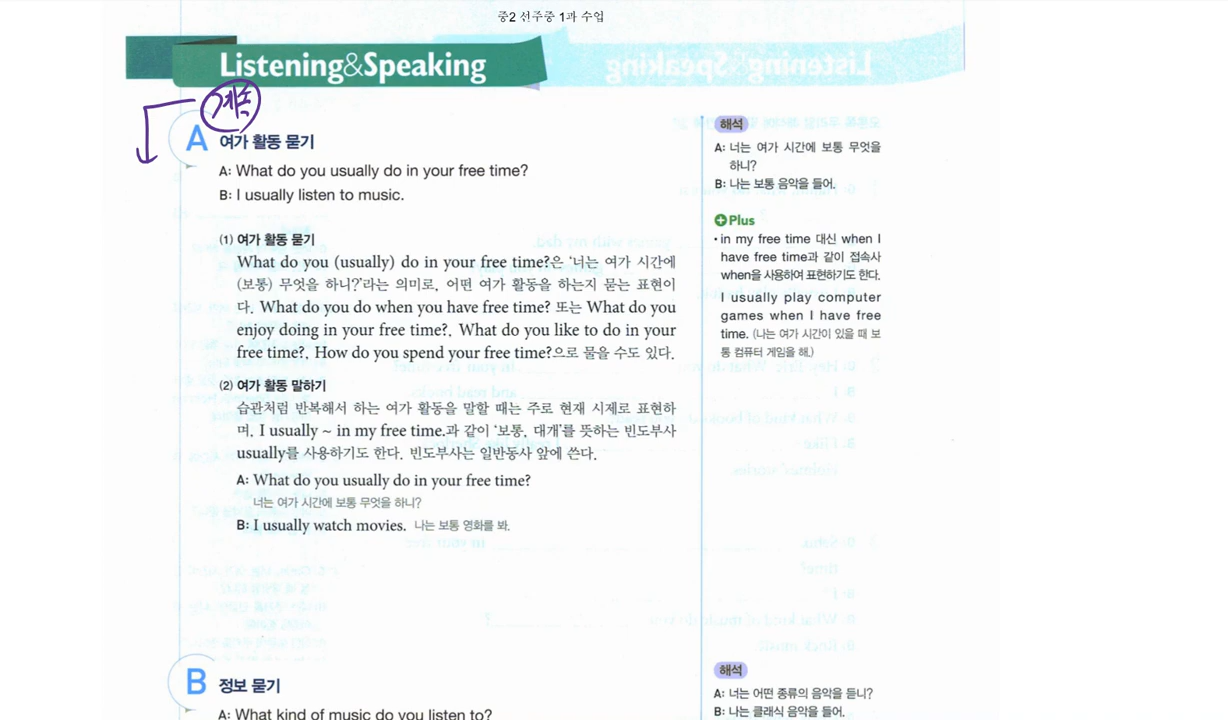 중2 선주중 1과 수업
Listening&Speaking
A 여가 활동 묻기
A: What do you usually do in your free time?
B: I usually listen to music.
(1) 여가 활동 묻기
What do you (usually) do in your free time?은 ‘너는 여가 시간에
(보통) 무엇을 하니?’라는 의미로, 어떤 여가 활동을 하는지 묻는 표현이
다. What do you do when you have free time? 또는 What do you
enjoy doing in your free time?, What do you like to do in your
free time?, How do you spend your free time?으로 물을 수도 있다.
(2) 여가 활동 말하기
습관처럼 반복해서 하는 여가 활동을 말할 때는 주로 현재 시제로 표현하
며, I usually ~ in my free time.과 같이 ‘보통, 대개’를 뜻하는 빈도부사
usually를 사용하기도 한다. 빈도부사는 일반동사 앞에 쓴다.
A: What do you usually do in your free time?
너는 여가 시간에 보통 무엇을 하니?
B: I usually watch movies. 나는 보통 영화를 봐.
해석
A: 너는 여가 시간에 보통 무엇을
하니?
B: 나는 보통 음악을 들어.
Plus
• in my free time 대신 when I
have free time과 같이 접속사
when을 사용하여 표현하기도 한다.
I usually play computer
games when I have free
time. (나는 여가 시간이 있을 때 보
통 컴퓨터 게임을 해.)
B 정보 묻기
A: What kind of music do you listen to?
해석
A: 너는 어떤 종류의 음악을 듣니?
B: 나는 클래식 음악을 들어.